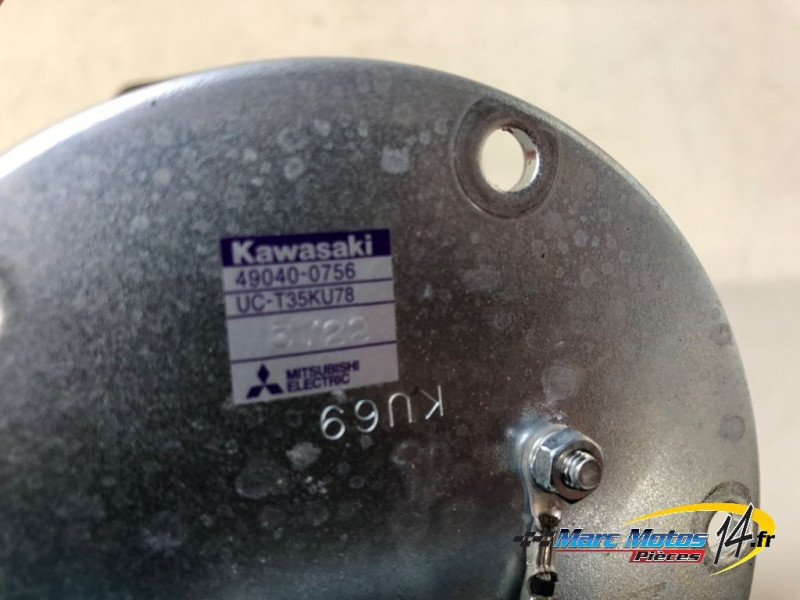 Kawasaki
49040-0756
UC-T35KU78
MITSUBISHI
ELECTRIC
KU69
Marc Motos 14.fr
Pièces